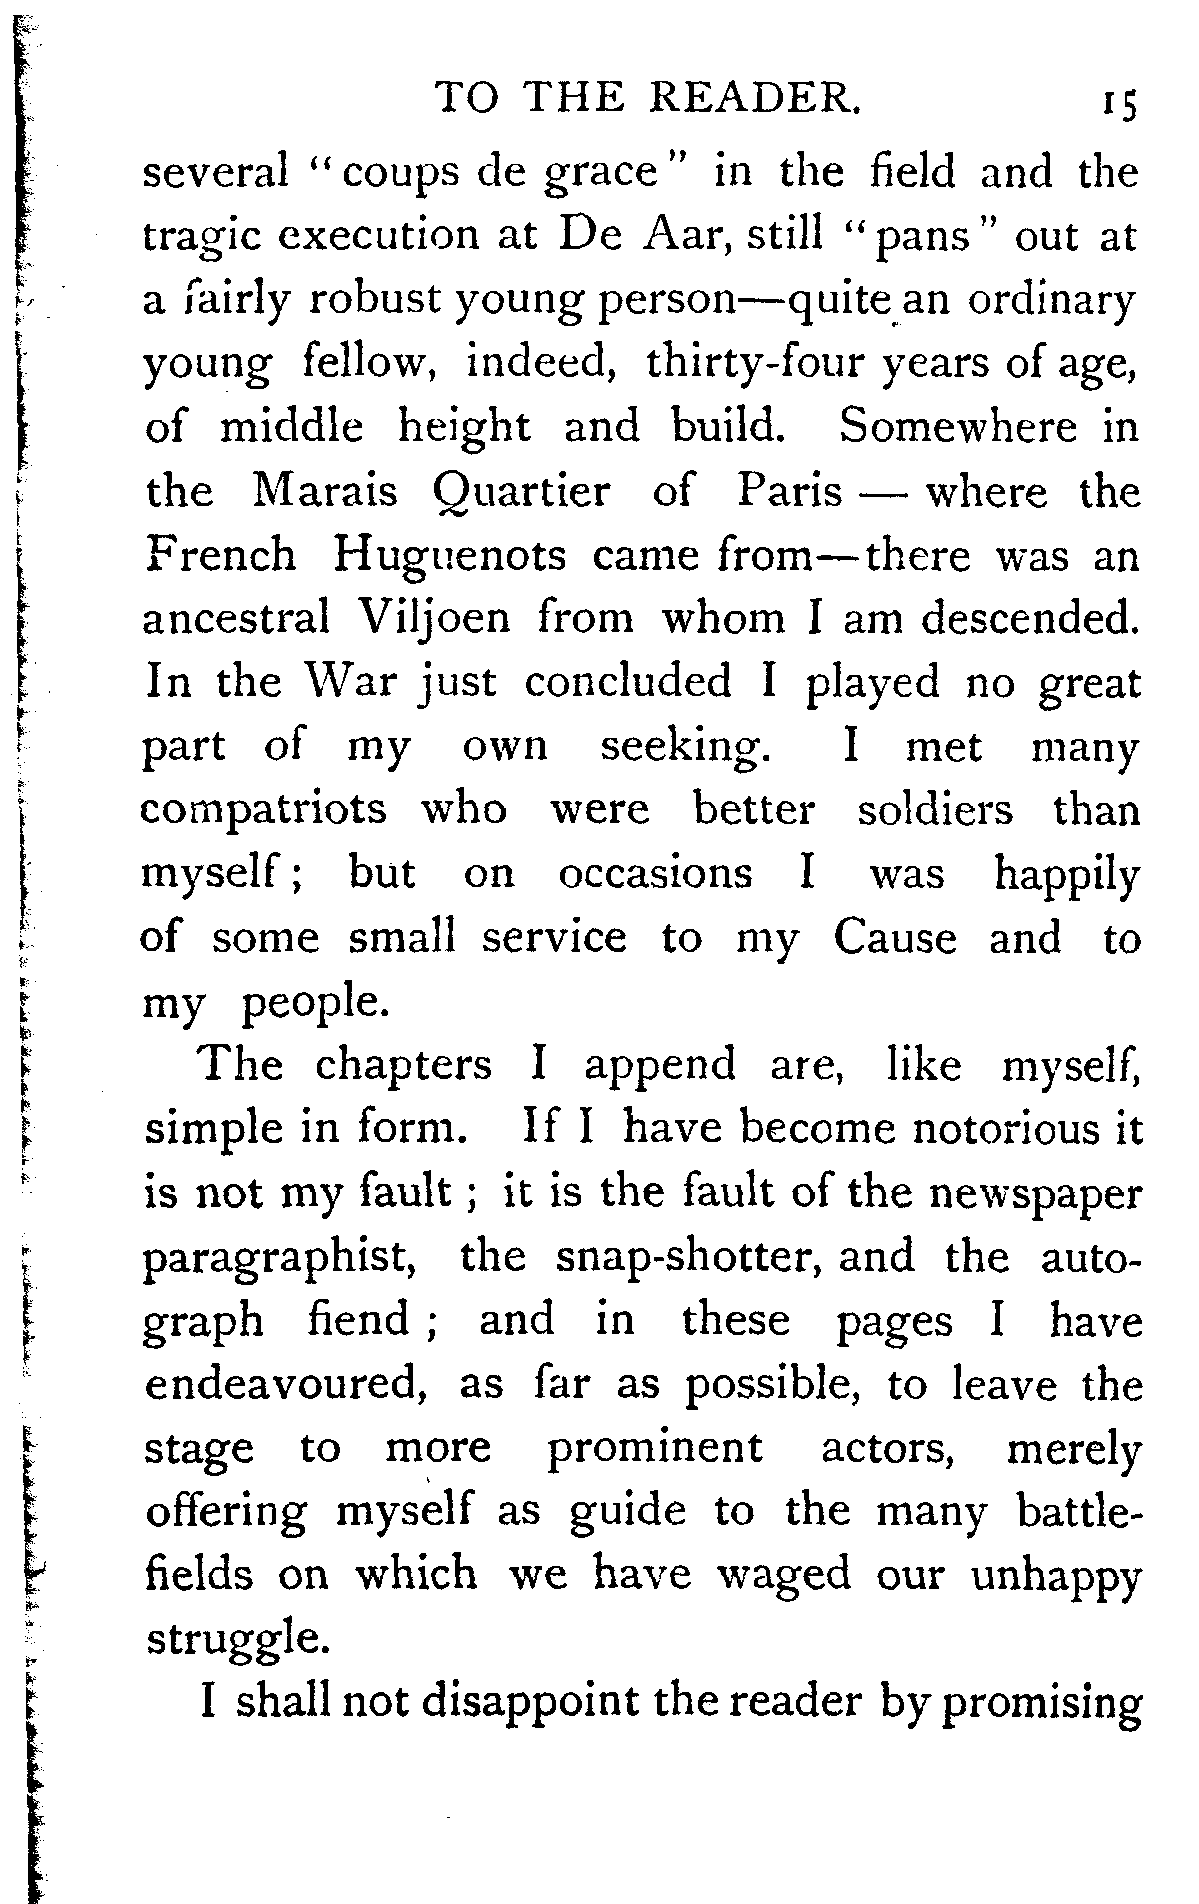 TO THE READER. 15
several "coups de grace" in the field and the
tragic execution at De Aar, still "pans" out at
a fairly robust young person—quite an ordinary
young fellow, indeed, thirty-four years of age,
of middle height and build. Somewhere in
the Marais Quartier of Paris — where the
French Huguenots came from—there was an
ancestral Viljoen from whom I am descended.
In the War just concluded I played no great
part of my own seeking. I met many
compatriots who were better soldiers than
myself; but on occasions I was happily
of some small service to my Cause and to
my people.
The chapters I append are, like myself,
simple in form. If I have become notorious it
is not my fault; it is the fault of the newspaper
paragraphist, the snap-shotter, and the auto-
graph fiend; and in these pages I have
endeavoured, as far as possible, to leave the
stage to more prominent actors, merely
offering myself as guide to the many battle-
fields on which we have waged our unhappy
struggle.
I shall not disappoint the reader by promising